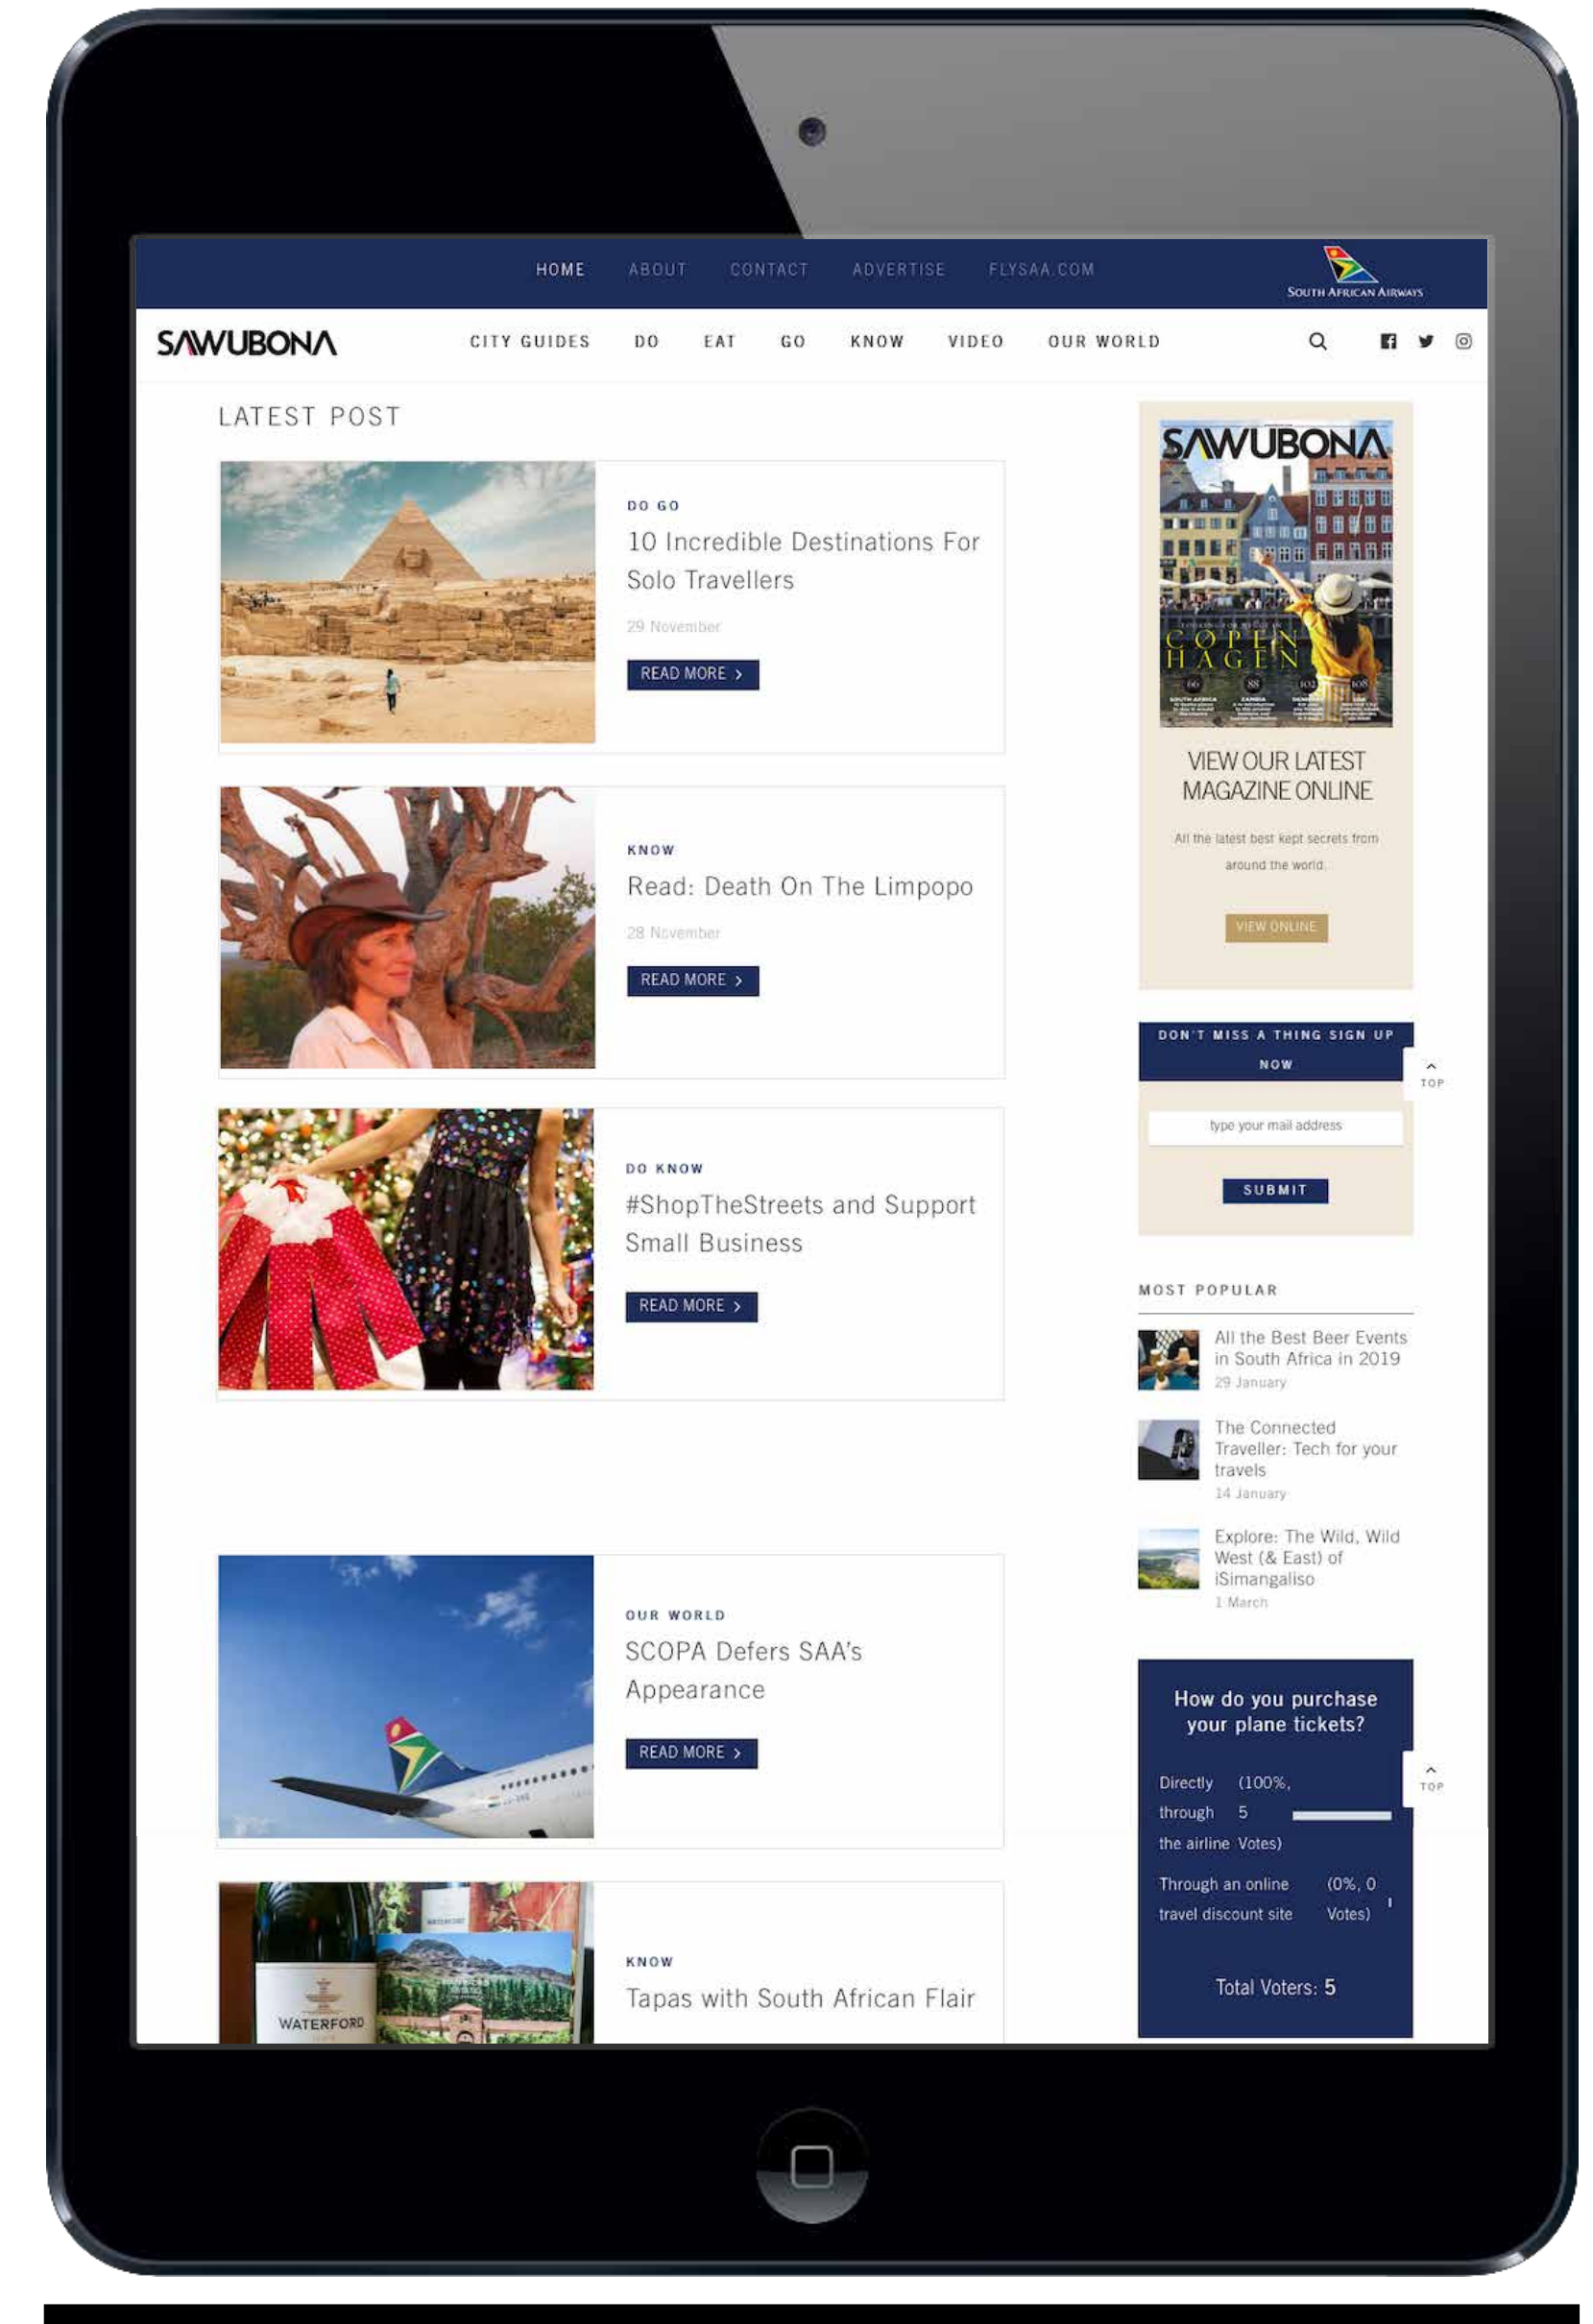 HOME ABOUT CONTACT ADVERTISE FLYSAA.COM
SOUTH AFRICAN AIRWAYS
SAWUBONA
CITY GUIDES DO EAT GO KNOW VIDEO OUR WORLD
LATEST POST
DO GO
10 Incredible Destinations For
Solo Travellers
29 November
READ MORE >
KNOW
Read: Death On The Limpopo
28 November
READ MORE >
DO KNOW
#ShopTheStreets and Support
Small Business
READ MORE >
OUR WORLD
SCOPA Defers SAA's
Appearance
READ MORE >
WATERFORD
KNOW
Tapas with South African Flair
SAWUBONA
COPEN
HAGEN
66 88 102 108
SOUTH AFRICA ZAMBIA
VIEW OUR LATEST
MAGAZINE ONLINE
All the latest best kept secrets from
around the world.
VIEW ONLINE
DON'T MISS A THING SIGN UP
NOW
TOP
type your mail address
SUBMIT
MOST POPULAR
All the Best Beer Events
in South Africa in 2019
29 January
The Connected
Traveller: Tech for your
travels
14 January
Explore: The Wild, Wild
West (& East) of
iSimangaliso
1 March
How do you purchase
your plane tickets?
TOP
Directly (100%,
through 5
the airline Votes)
Through an online (0%, 0
travel discount site Votes)
Total Voters: 5